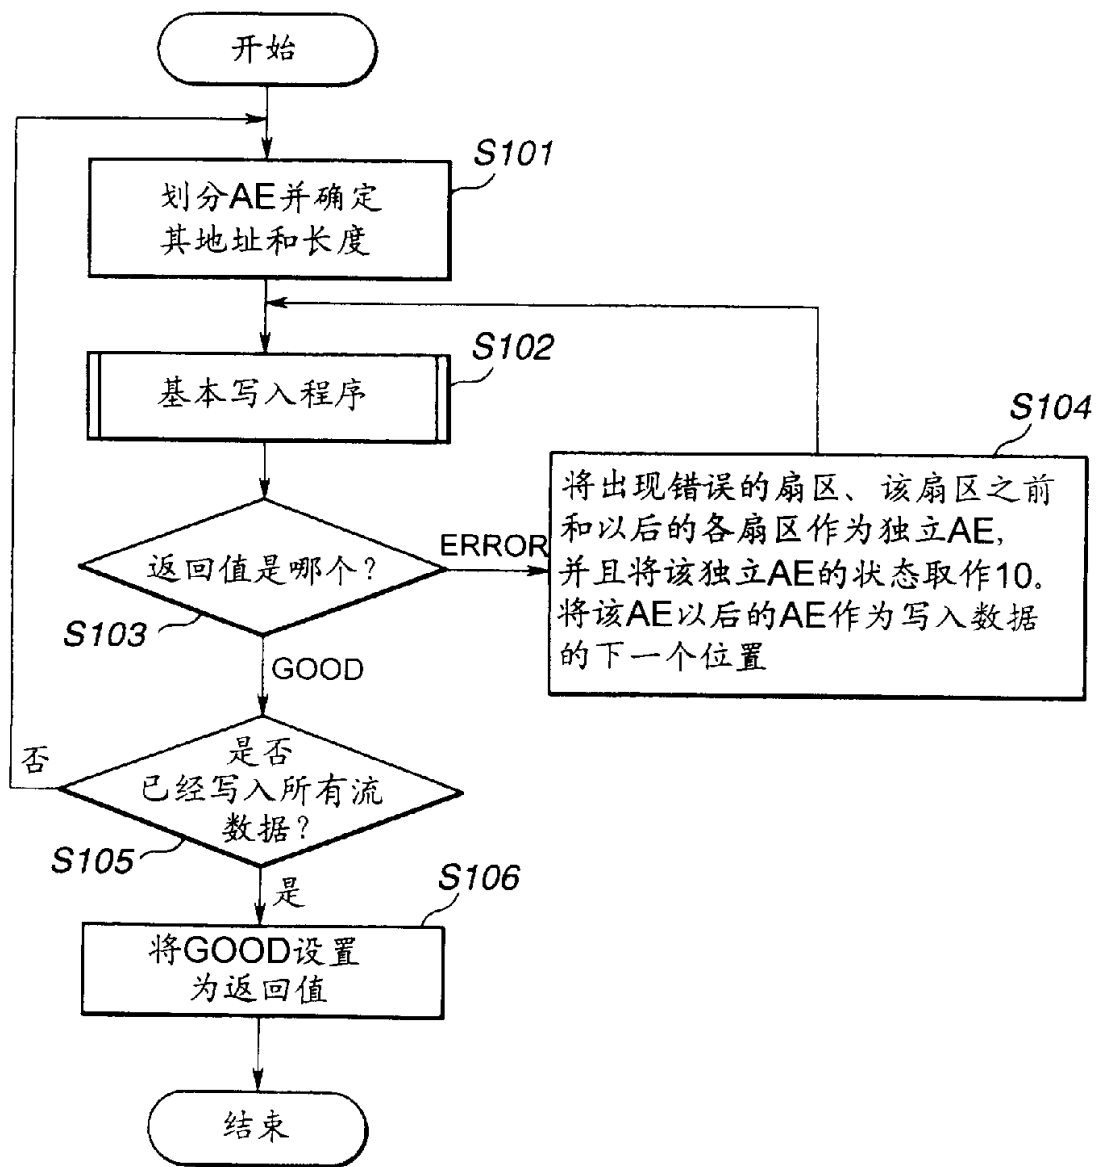 开始
S101
划分AE并确定
其地址和长度
S102
基本写入程序
S103
返回值是哪个?
ERROR
S104
将出现错误的扇区、该扇区之前
和以后的各扇区作为独立AE,
并且将该独立AE的状态取作10。
将该AE以后的AE作为写入数据
的下一个位置
GOOD
是否
已经写入所有流
数据?
否
S105
是
S106
将GOOD设置
为返回值
结束